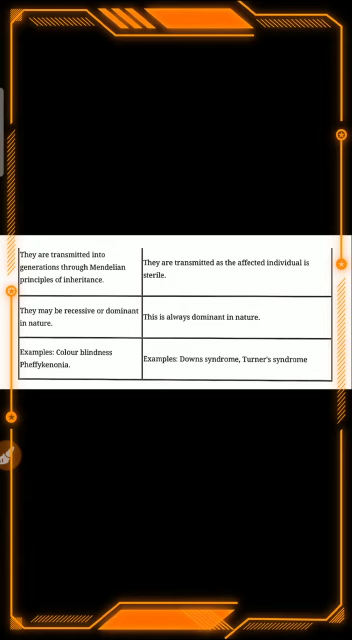 They are transmitted into
generations through Mendelian
principles of inheritance.
They are transmitted as the affected individual is
sterile.
They may be recessive or dominant
in nature.
This is always dominant in nature.
Examples: Colour blindness
Pheffykenonia.
Examples: Downs syndrome, Turner's syndrome